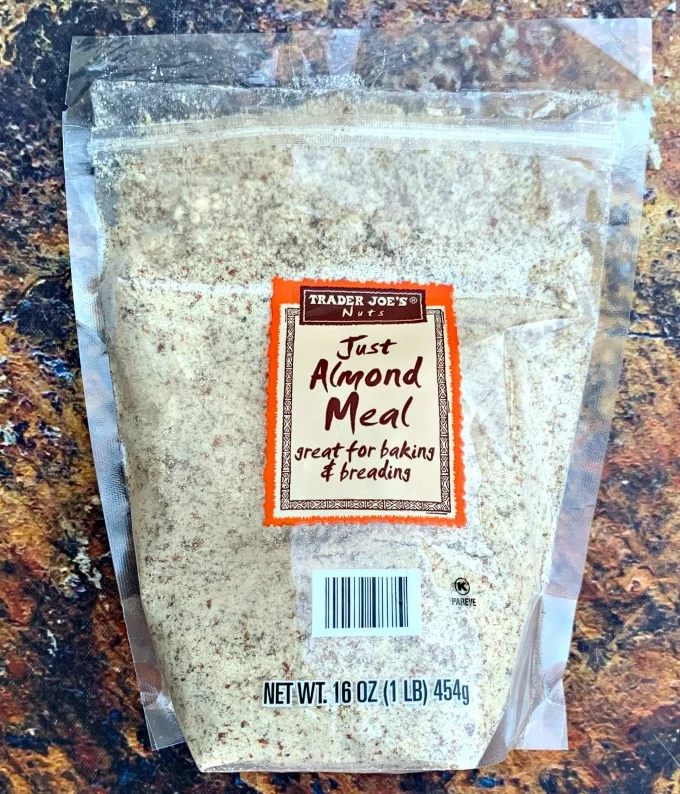 TRADER JOE'S®
Nuts
Just
Almond
Meal
great for baking
& breading
K
PAREVE
NET WT. 16 OZ (1 LB) 454g